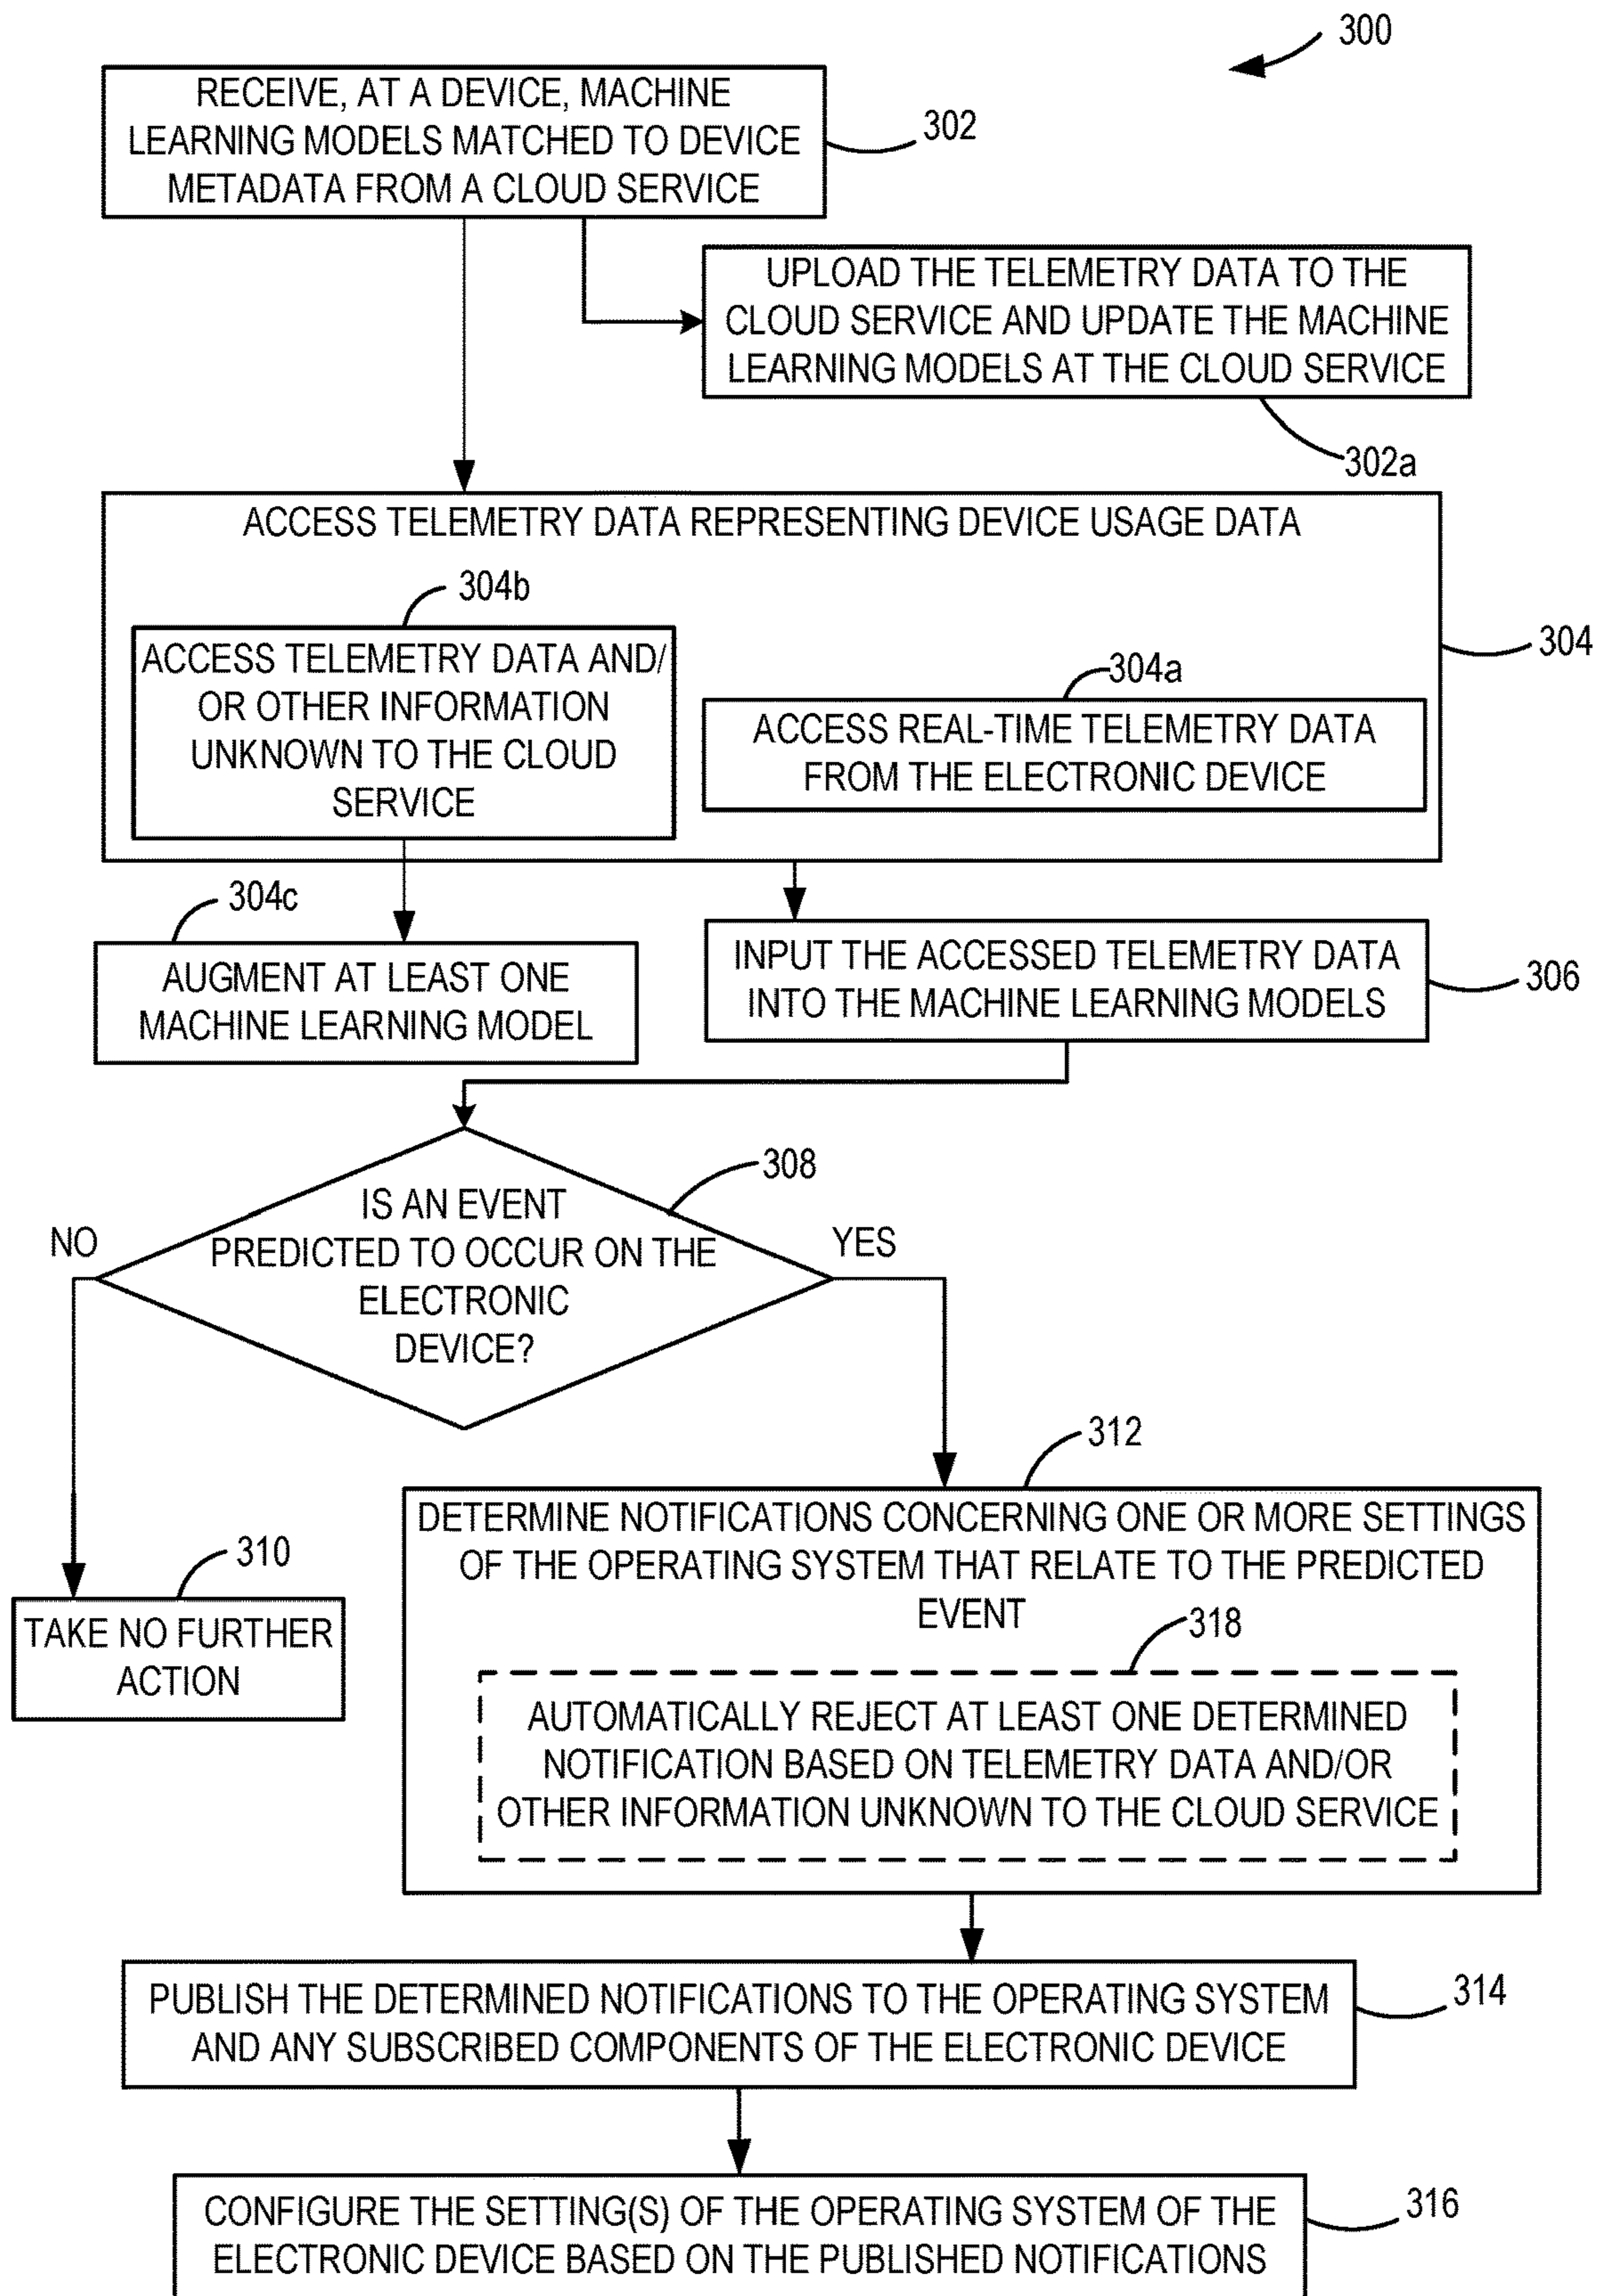 300
RECEIVE, AT A DEVICE, MACHINE
LEARNING MODELS MATCHED TO DEVICE
METADATA FROM A CLOUD SERVICE
302
UPLOAD THE TELEMETRY DATA TO THE
CLOUD SERVICE AND UPDATE THE MACHINE
LEARNING MODELS AT THE CLOUD SERVICE
302a
ACCESS TELEMETRY DATA REPRESENTING DEVICE USAGE DATA
304
304b
ACCESS TELEMETRY DATA AND/
OR OTHER INFORMATION
UNKNOWN TO THE CLOUD
SERVICE
304a
ACCESS REAL-TIME TELEMETRY DATA
FROM THE ELECTRONIC DEVICE
304c
AUGMENT AT LEAST ONE
MACHINE LEARNING MODEL
INPUT THE ACCESSED TELEMETRY DATA
INTO THE MACHINE LEARNING MODELS
306
308
IS AN EVENT
PREDICTED TO OCCUR ON THE
ELECTRONIC
DEVICE?
NO
YES
310
TAKE NO FURTHER
ACTION
312
DETERMINE NOTIFICATIONS CONCERNING ONE OR MORE SETTINGS
OF THE OPERATING SYSTEM THAT RELATE TO THE PREDICTED
EVENT
318
AUTOMATICALLY REJECT AT LEAST ONE DETERMINED
NOTIFICATION BASED ON TELEMETRY DATA AND/OR
OTHER INFORMATION UNKNOWN TO THE CLOUD SERVICE
PUBLISH THE DETERMINED NOTIFICATIONS TO THE OPERATING SYSTEM
AND ANY SUBSCRIBED COMPONENTS OF THE ELECTRONIC DEVICE
314
CONFIGURE THE SETTING(S) OF THE OPERATING SYSTEM OF THE
ELECTRONIC DEVICE BASED ON THE PUBLISHED NOTIFICATIONS
316